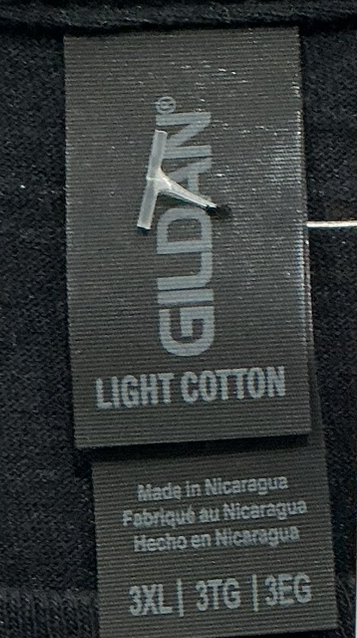 GILDAN®
LIGHT COTTON
Made in Nicaragua
Fabriqué au Nicaragua
Hecho en Nicaragua
3XL | 3TG | 3EG